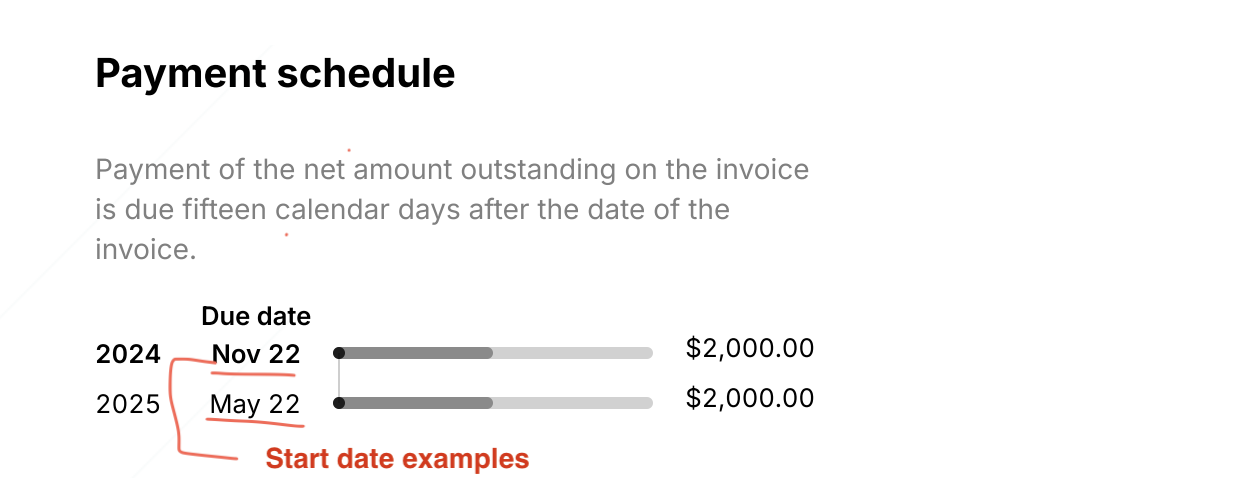 Payment schedule
Payment of the net amount outstanding on the invoice
is due fifteen calendar days after the date of the
invoice.
Due date
2024 Nov 22 $2,000.00
2025 May 22 $2,000.00
Start date examples